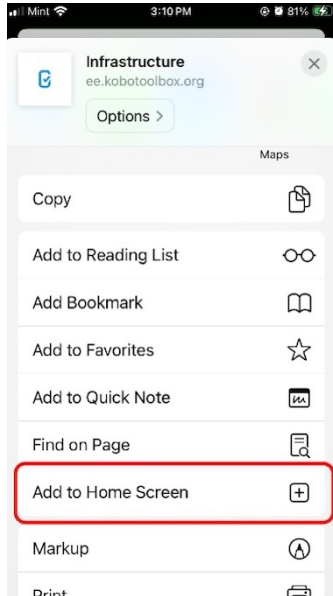 Mint 3:10 PM 81%
Infrastructure
ee.kobotoolbox.org
Options >
Maps
Copy
Add to Reading List
Add Bookmark
Add to Favorites
Add to Quick Note
Find on Page
Add to Home Screen
Markup
Print